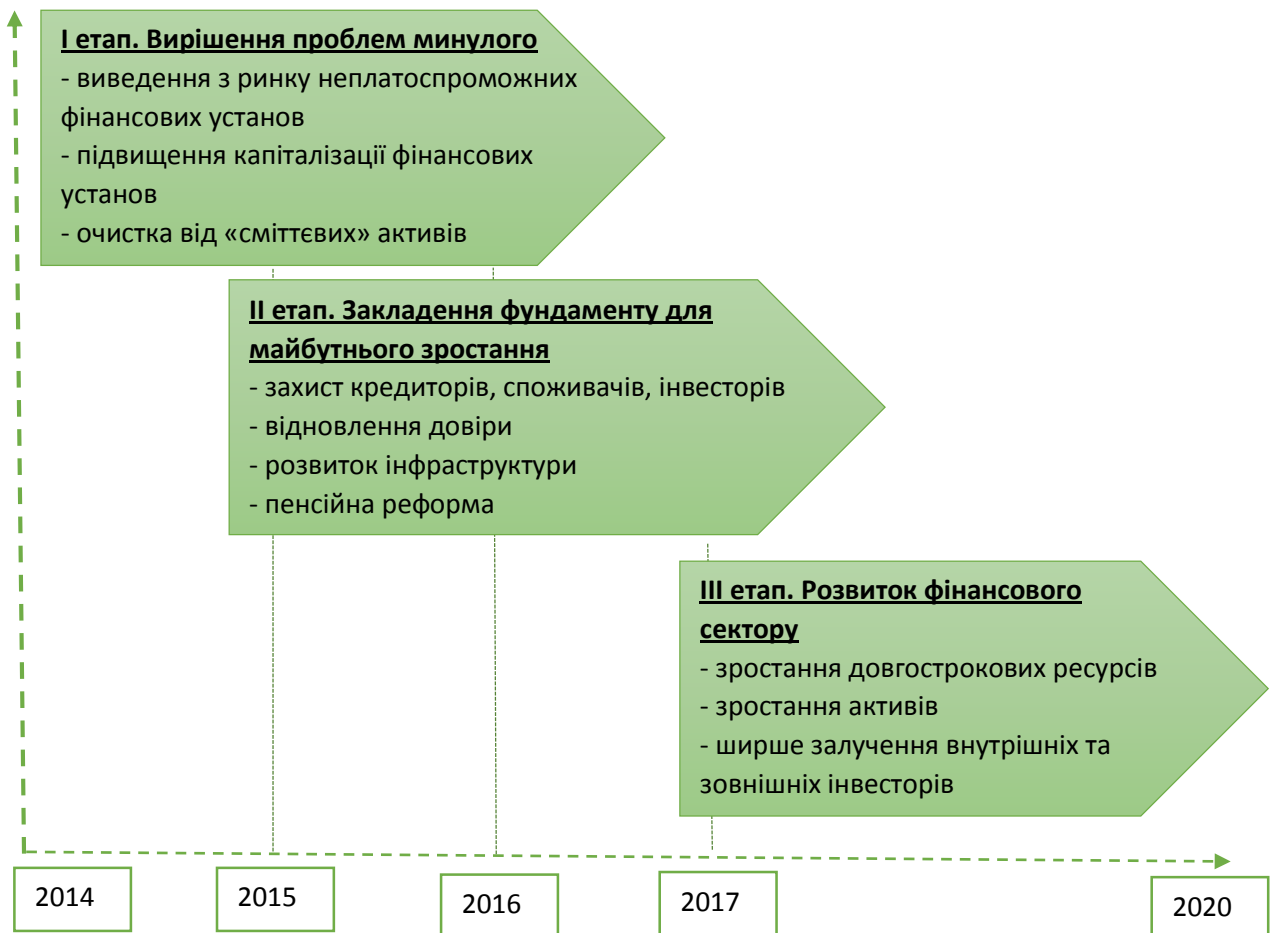 І етап. Вирішення проблем минулого
- виведення з ринку неплатоспроможних
фінансових установ
- підвищення капіталізації фінансових
установ
- очистка від «сміттєвих» активів
ІІ етап. Закладення фундаменту для
майбутнього зростання
- захист кредиторів, споживачів, інвесторів
- відновлення довіри
- розвиток інфраструктури
- пенсійна реформа
ІІІ етап. Розвиток фінансового
сектору
- зростання довгострокових ресурсів
- зростання активів
- ширше залучення внутрішніх та
зовнішніх інвесторів
2014
2015
2016
2017
2020